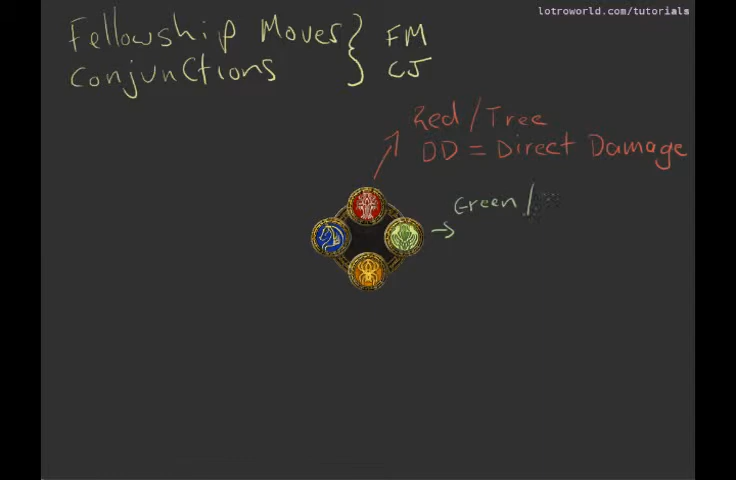 lotroworld.com/tutorials
Fellowship Moves } FM
Conjunctions CJ
Red / Tree
DD = Direct Damage
Green /